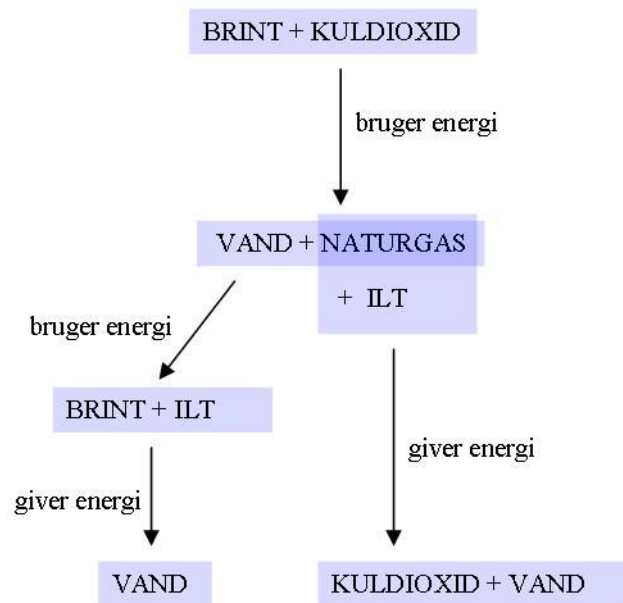 BRINT + KULDIOXID
bruger energi
VAND + NATURGAS
+ ILT
bruger energi
BRINT + ILT
giver energi
giver energi
VAND
KULDIOXID + VAND